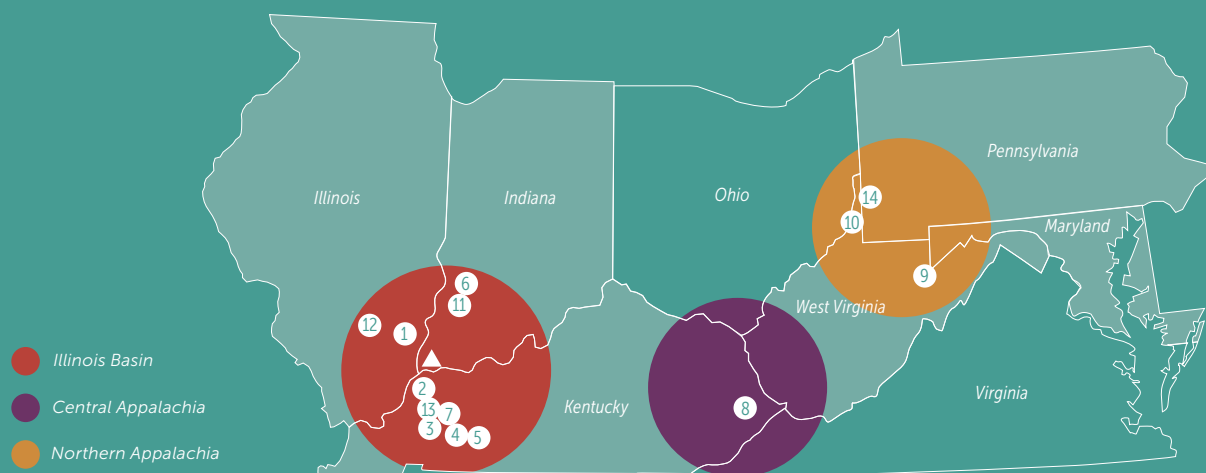 Pennsylvania
Illinois
Indiana
Ohio
14
10
Maryland
9
6
11
West Virginia
12
1
Illinois Basin
2
Central Appalachia
13
7
Kentucky
8
Virginia
3
4
5
Northern Appalachia